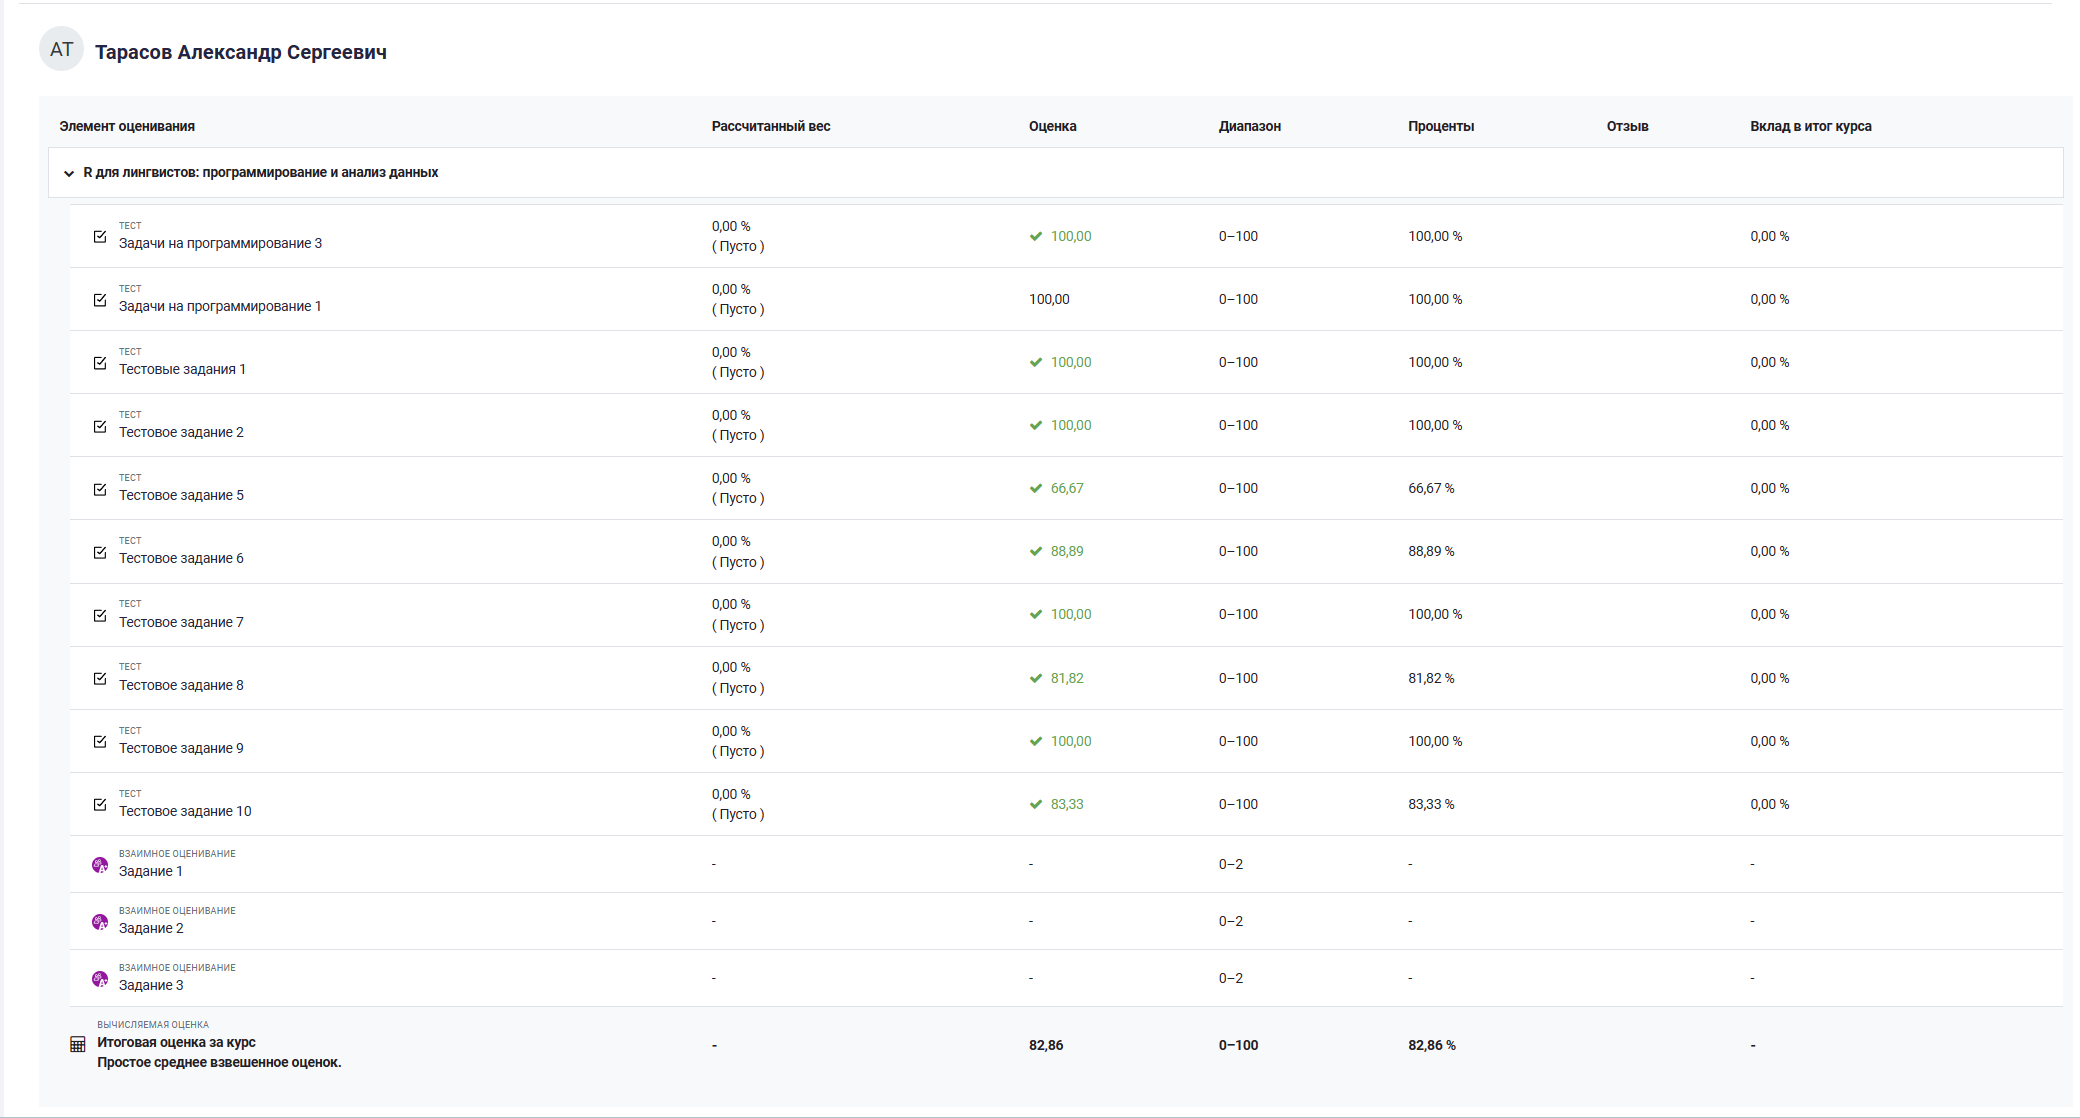 АТ Тарасов Александр Сергеевич
Элемент оценивания Рассчитанный вес Оценка Диапазон Проценты Отзыв Вклад в итог курса
R для лингвистов: программирование и анализ данных
ТЕСТ
Задачи на программирование 3 0,00 % ( Пусто ) 100,00 0–100 100,00 % 0,00 %
ТЕСТ
Задачи на программирование 1 0,00 % ( Пусто ) 100,00 0–100 100,00 % 0,00 %
ТЕСТ
Тестовые задания 1 0,00 % ( Пусто ) 100,00 0–100 100,00 % 0,00 %
ТЕСТ
Тестовое задание 2 0,00 % ( Пусто ) 100,00 0–100 100,00 % 0,00 %
ТЕСТ
Тестовое задание 5 0,00 % ( Пусто ) 66,67 0–100 66,67 % 0,00 %
ТЕСТ
Тестовое задание 6 0,00 % ( Пусто ) 88,89 0–100 88,89 % 0,00 %
ТЕСТ
Тестовое задание 7 0,00 % ( Пусто ) 100,00 0–100 100,00 % 0,00 %
ТЕСТ
Тестовое задание 8 0,00 % ( Пусто ) 81,82 0–100 81,82 % 0,00 %
ТЕСТ
Тестовое задание 9 0,00 % ( Пусто ) 100,00 0–100 100,00 % 0,00 %
ТЕСТ
Тестовое задание 10 0,00 % ( Пусто ) 83,33 0–100 83,33 % 0,00 %
ВЗАИМНОЕ ОЦЕНИВАНИЕ
Задание 1 - - 0–2 - -
ВЗАИМНОЕ ОЦЕНИВАНИЕ
Задание 2 - - 0–2 - -
ВЗАИМНОЕ ОЦЕНИВАНИЕ
Задание 3 - - 0–2 - -
ВЫЧИСЛЯЕМАЯ ОЦЕНКА
Итоговая оценка за курс - 82,86 0–100 82,86 % -
Простое среднее взвешенное оценок.